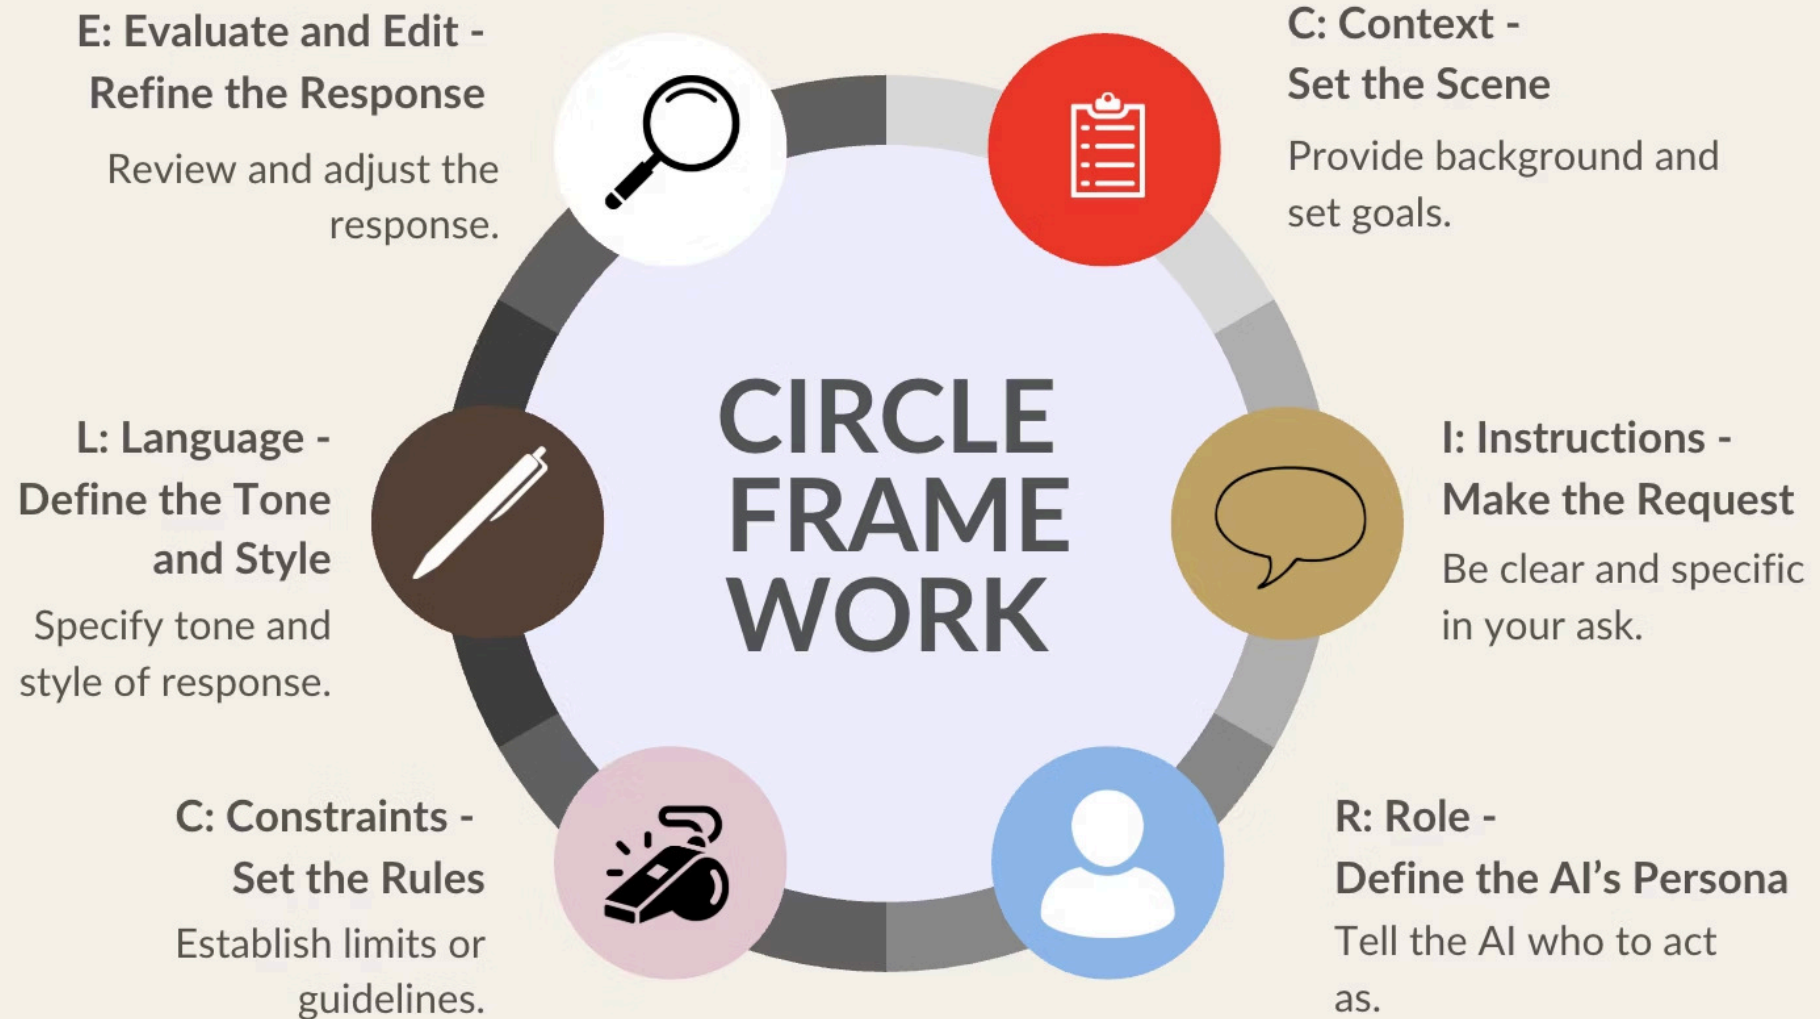 CIRCLE
FRAME
WORK
C: Context -
Set the Scene
Provide background and
set goals.
I: Instructions -
Make the Request
Be clear and specific
in your ask.
R: Role -
Define the AI’s Persona
Tell the AI who to act
as.
C: Constraints -
Set the Rules
Establish limits or
guidelines.
L: Language -
Define the Tone
and Style
Specify tone and
style of response.
E: Evaluate and Edit -
Refine the Response
Review and adjust the
response.